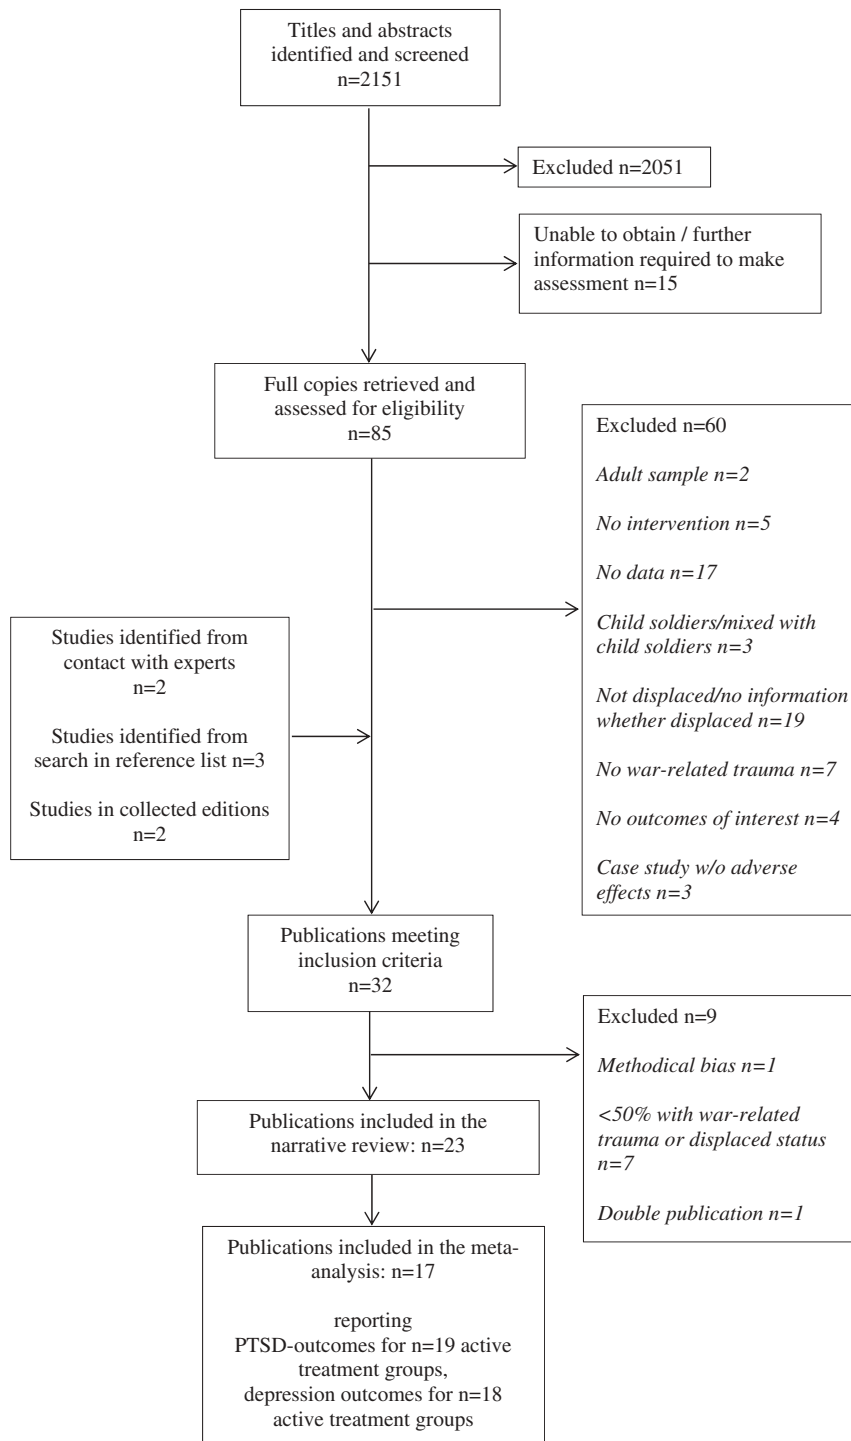 Titles and abstracts
identified and screened
n=2151
Excluded n=2051
Unable to obtain / further
information required to make
assessment n=15
Full copies retrieved and
assessed for eligibility
n=85
Excluded n=60
Adult sample n=2
No intervention n=5
No data n=17
Child soldiers/mixed with
child soldiers n=3
Not displaced/no information
whether displaced n=19
No war-related trauma n=7
No outcomes of interest n=4
Case study w/o adverse
effects n=3
Studies identified from
contact with experts
n=2
Studies identified from
search in reference list n=3
Studies in collected editions
n=2
Publications meeting
inclusion criteria
n=32
Excluded n=9
Methodical bias n=1
<50% with war-related
trauma or displaced status
n=7
Double publication n=1
Publications included in the
narrative review: n=23
Publications included in the meta-
analysis: n=17
reporting
PTSD-outcomes for n=19 active
treatment groups,
depression outcomes for n=18
active treatment groups